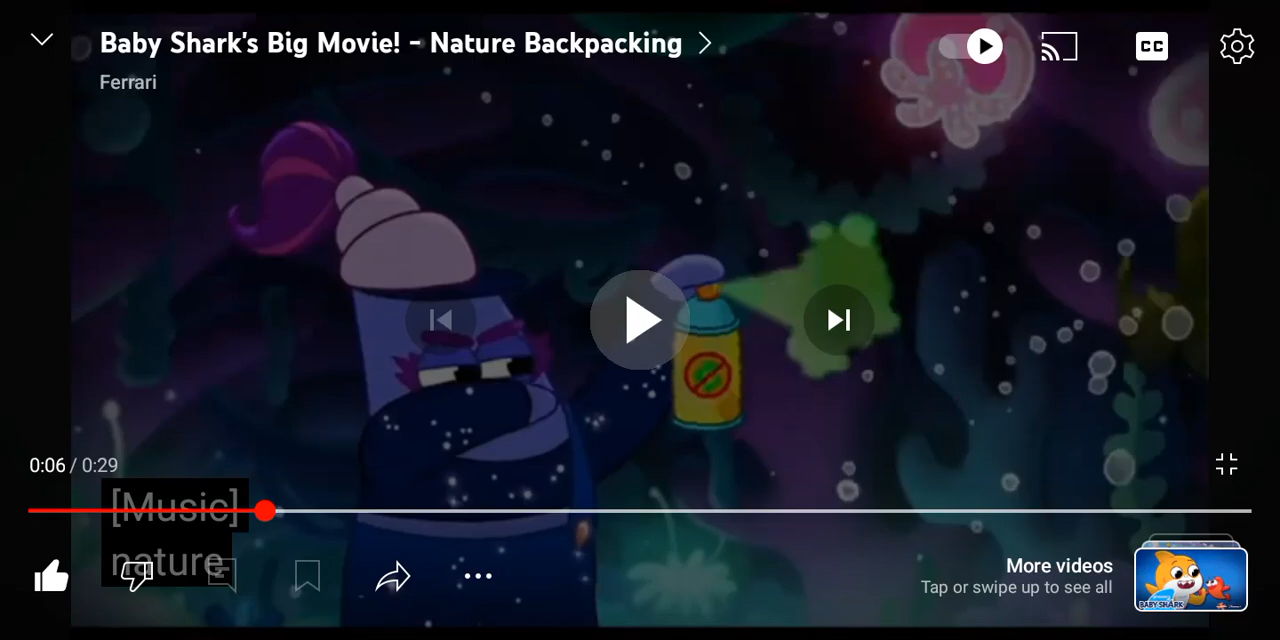 Baby Shark's Big Movie! - Nature Backpacking
Ferrari
CC
0:06 / 0:29
[Music]
nature
More videos
Tap or swipe up to see all
BABY SHARK